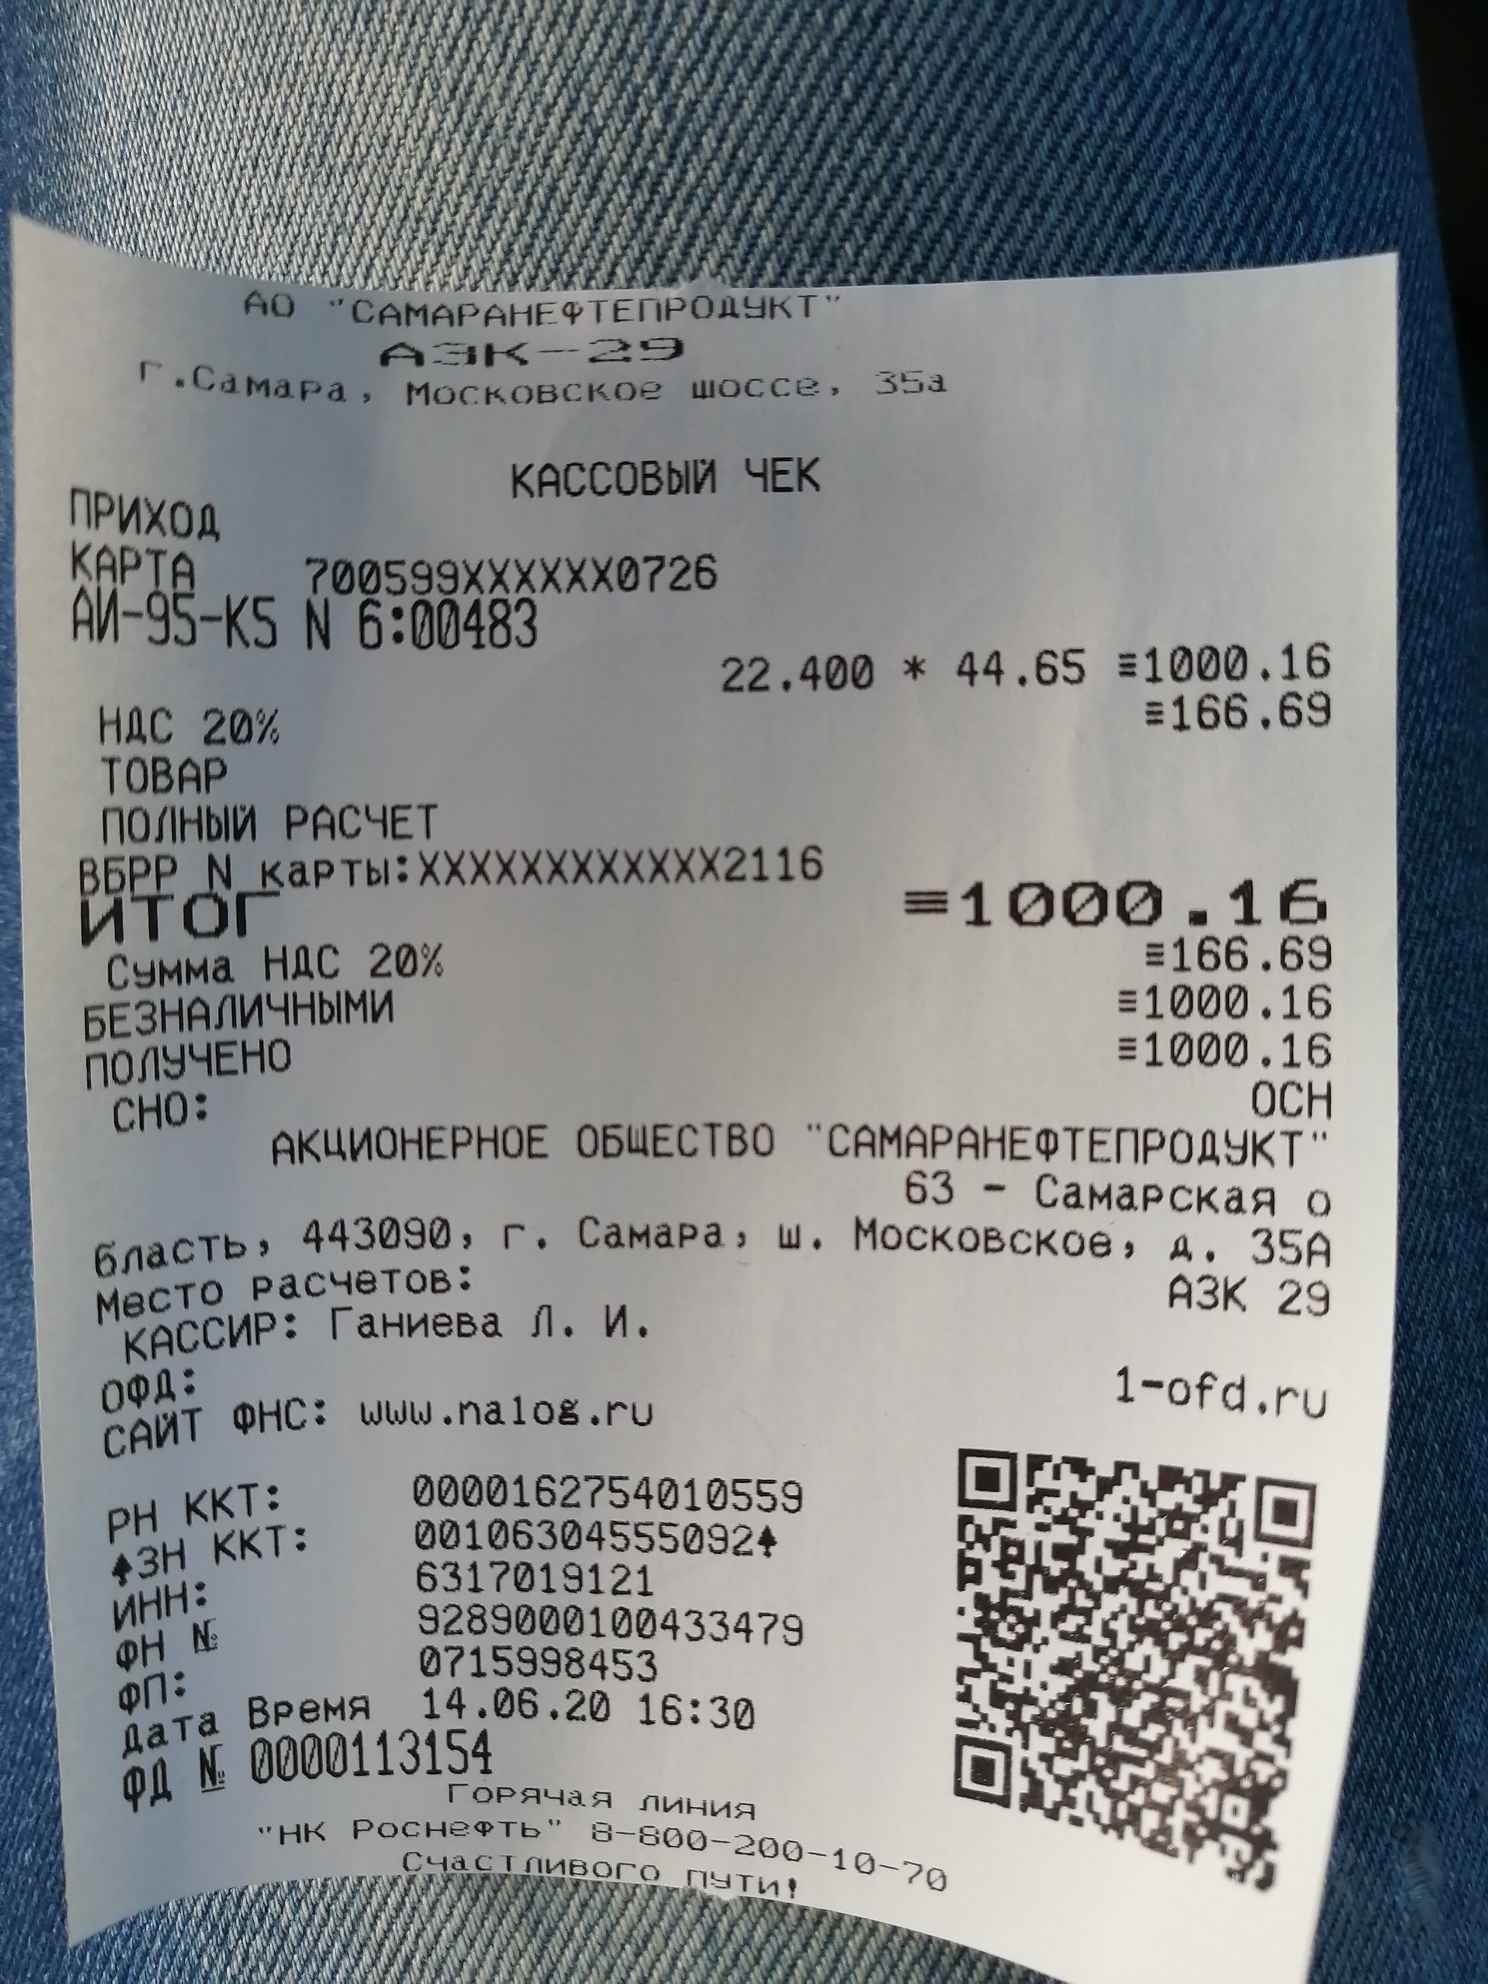 АО "САМАРАНЕФТЕПРОДУКТ"
АЗК-29
г.Самара, Московское шоссе, 35а
КАССОВЫЙ ЧЕК
ПРИХОД
КАРТА 700599XXXXXX0726
АИ-95-К5 N 6:00483
22.400 * 44.65 ≡1000.16
НДС 20% ≡166.69
ТОВАР
ПОЛНЫЙ РАСЧЕТ
ВБРР N карты:XXXXXXXXXXXX2116
ИТОГ ≡1000.16
Сумма НДС 20% ≡166.69
БЕЗНАЛИЧНЫМИ ≡1000.16
ПОЛУЧЕНО ≡1000.16
СНО: ОСН
АКЦИОНЕРНОЕ ОБЩЕСТВО "САМАРАНЕФТЕПРОДУКТ"
63 - Самарская о
бласть, 443090, г. Самара, ш. Московское, д. 35А
Место расчетов: АЗК 29
КАССИР: Ганиева Л. И.
ОФД: 1-ofd.ru
САЙТ ФНС: www.nalog.ru
РН ККТ: 0000162754010559
ЗН ККТ: 00106304555092
ИНН: 6317019121
ФН № 9289000100433479
ФП: 0715998453
Дата Время 14.06.20 16:30
ФД № 0000113154
Горячая линия
"НК Роснефть" 8-800-200-10-70
Счастливого пути!